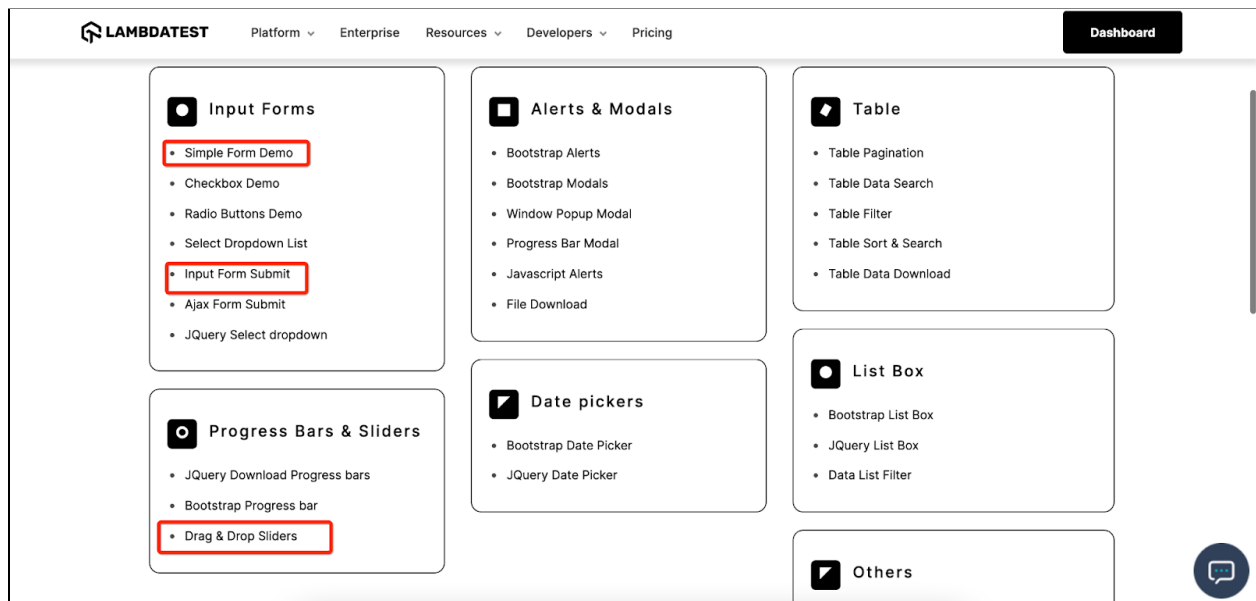 LAMBDATEST Platform Enterprise Resources Developers Pricing Dashboard
Input Forms
Simple Form Demo
Checkbox Demo
Radio Buttons Demo
Select Dropdown List
Input Form Submit
Ajax Form Submit
JQuery Select dropdown
Progress Bars & Sliders
JQuery Download Progress bars
Bootstrap Progress bar
Drag & Drop Sliders
Alerts & Modals
Bootstrap Alerts
Bootstrap Modals
Window Popup Modal
Progress Bar Modal
Javascript Alerts
File Download
Date pickers
Bootstrap Date Picker
JQuery Date Picker
Table
Table Pagination
Table Data Search
Table Filter
Table Sort & Search
Table Data Download
List Box
Bootstrap List Box
JQuery List Box
Data List Filter
Others